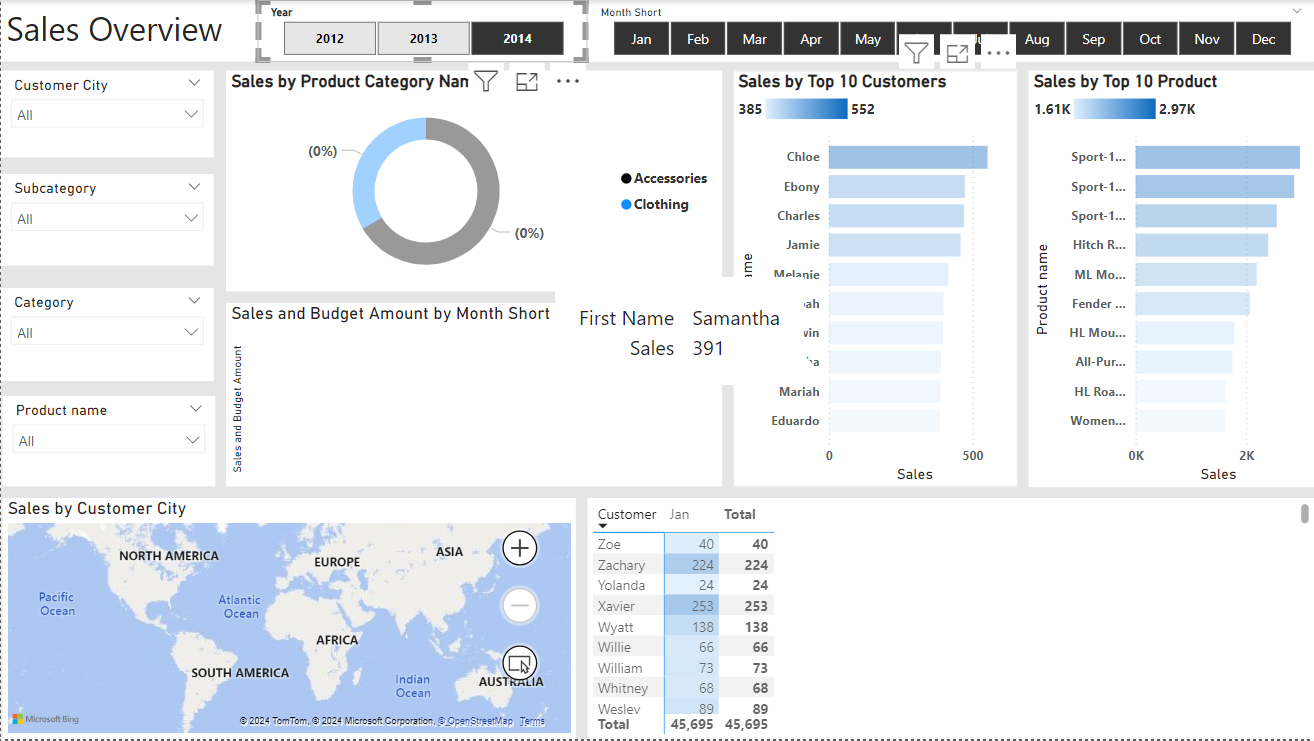 Sales Overview
Year
2012 2013 2014
Month Short
Jan Feb Mar Apr May Aug Sep Oct Nov Dec
Customer City
All
Subcategory
All
Category
All
Product name
All
Sales by Product Category Nan
(0%)
(0%)
Accessories
Clothing
Sales and Budget Amount by Month Short
Sales and Budget Amount
First Name Samantha
Sales 391
Sales by Top 10 Customers
385 552
Chloe
Ebony
Charles
Jamie
Melanie
Mariah
Eduardo
0 500
Sales
Sales by Top 10 Product
1.61K 2.97K
Product name
Sport-1...
Sport-1...
Sport-1...
Hitch R...
ML Mo...
Fender ...
HL Mou...
All-Pur...
HL Roa...
Women...
0K 2K
Sales
Sales by Customer City
NORTH AMERICA
EUROPE
ASIA
Pacific
Ocean
Atlantic
Ocean
AFRICA
SOUTH AMERICA
Indian
Ocean
AUSTRALIA
Microsoft Bing
© 2024 TomTom, © 2024 Microsoft Corporation, © OpenStreetMap Terms
Customer Jan Total
Zoe 40 40
Zachary 224 224
Yolanda 24 24
Xavier 253 253
Wyatt 138 138
Willie 66 66
William 73 73
Whitney 68 68
Wesley 89 89
Total 45,695 45,695